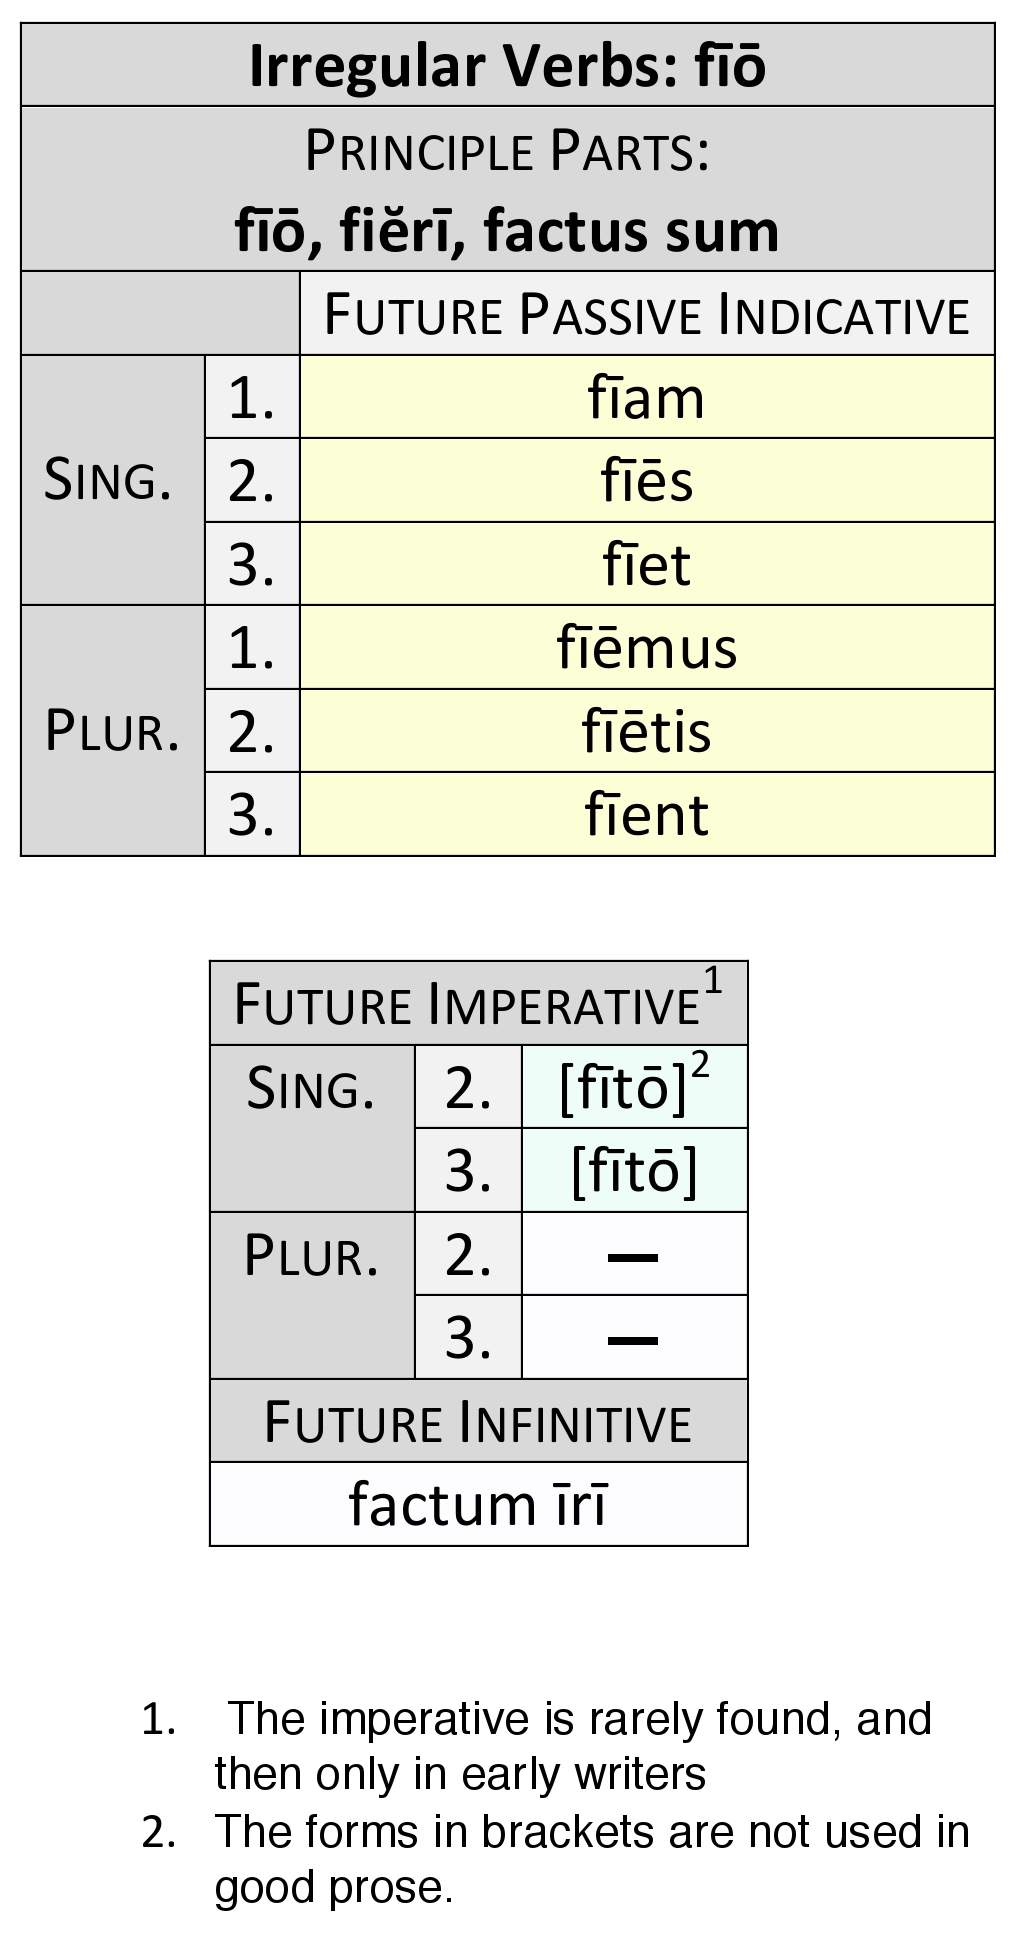 Irregular Verbs: fīō
PRINCIPLE PARTS:
fīō, fiĕrī, factus sum
FUTURE PASSIVE INDICATIVE
SING.
1. fīam
2. fīēs
3. fīet
PLUR.
1. fīēmus
2. fīētis
3. fīent
FUTURE IMPERATIVE¹
SING. 2. [fītō]²
3. [fītō]
PLUR. 2. —
3. —
FUTURE INFINITIVE
factum īrī
1. The imperative is rarely found, and
then only in early writers
2. The forms in brackets are not used in
good prose.